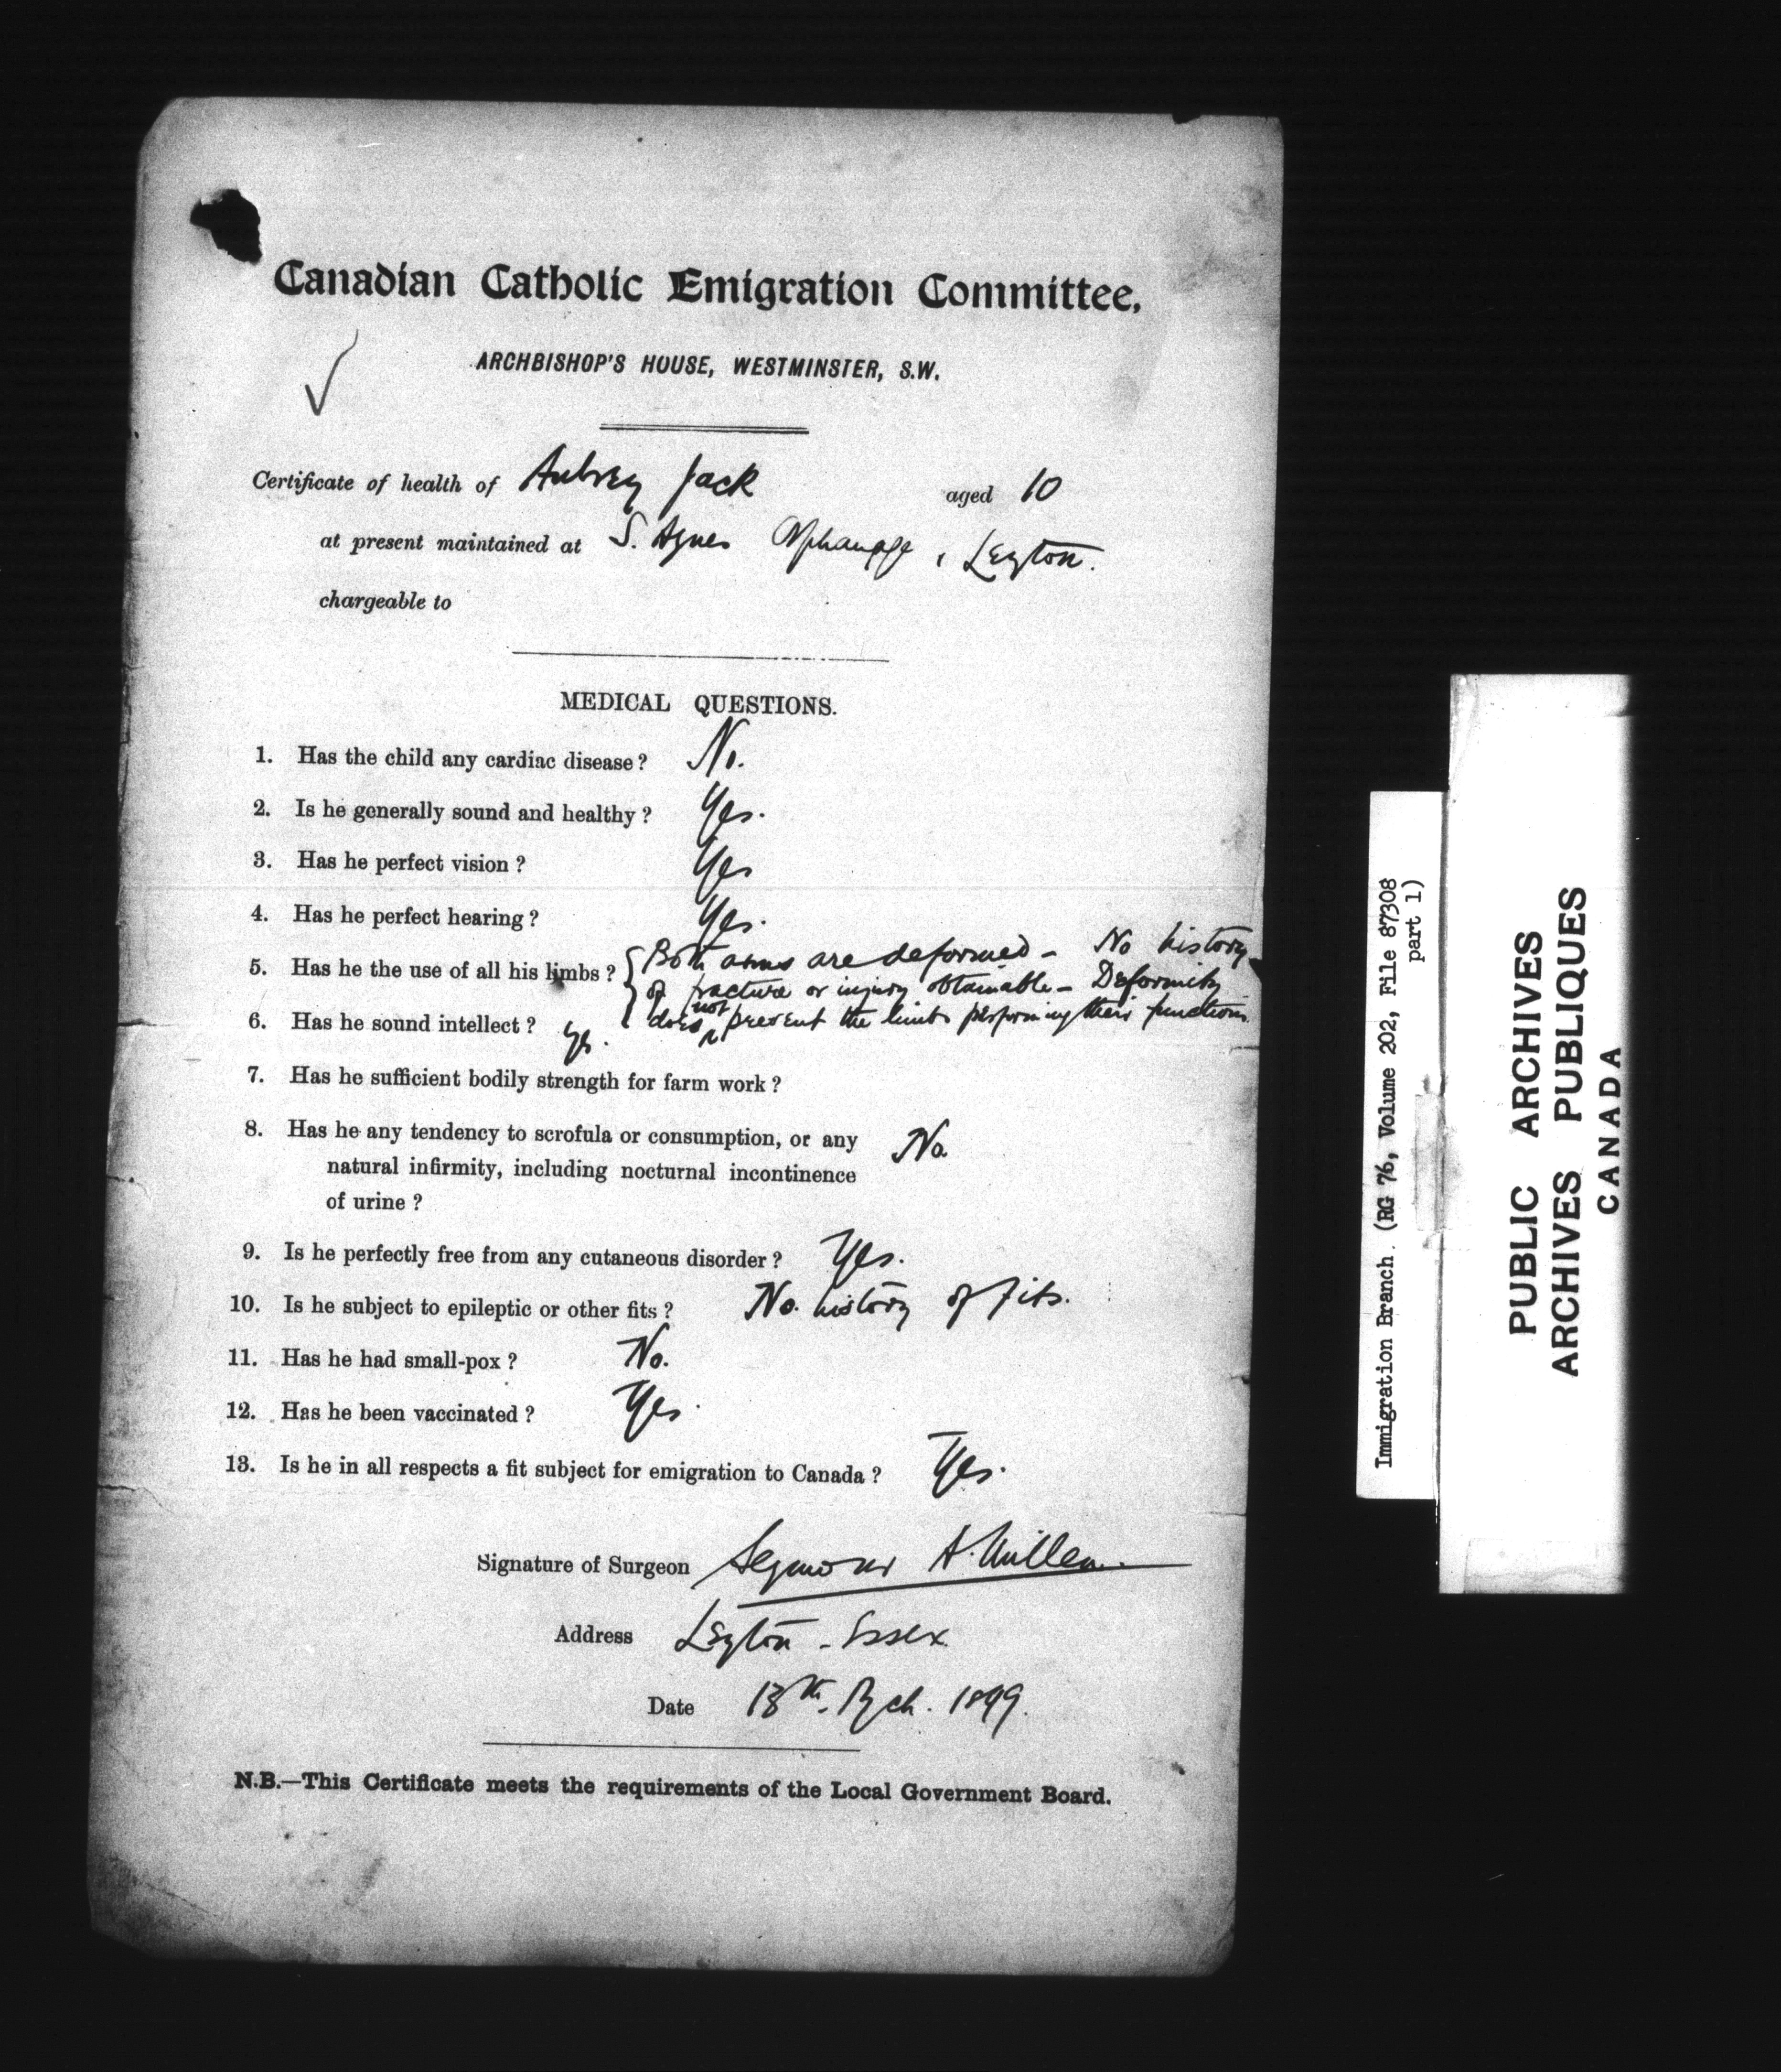 Canadian Catholic Emigration Committee,
ARCHBISHOP'S HOUSE, WESTMINSTER, S.W.
Certificate of health of Aubrey Jack aged 10
at present maintained at S. Agnes Orphanage, Leyton.
chargeable to
MEDICAL QUESTIONS.
1. Has the child any cardiac disease? No.
2. Is he generally sound and healthy? Yes.
3. Has he perfect vision? Yes
4. Has he perfect hearing? Yes.
5. Has he the use of all his limbs? Both arms are deformed - No history
of fracture or injury obtainable - Deformity
does not prevent the limbs performing their functions.
6. Has he sound intellect? yes.
7. Has he sufficient bodily strength for farm work?
8. Has he any tendency to scrofula or consumption, or any No
natural infirmity, including nocturnal incontinence
of urine?
9. Is he perfectly free from any cutaneous disorder? Yes.
10. Is he subject to epileptic or other fits? No. history of fits.
11. Has he had small-pox? No.
12. Has he been vaccinated? Yes.
13. Is he in all respects a fit subject for emigration to Canada? Yes.
Signature of Surgeon Seymour A.
Address Leyton - Essex
Date 1899.
N.B.—This Certificate meets the requirements of the Local Government Board.
Immigration Branch. (RG 76, Volume 202, File 87308
part 1)
PUBLIC ARCHIVES
ARCHIVES PUBLIQUES
CANADA